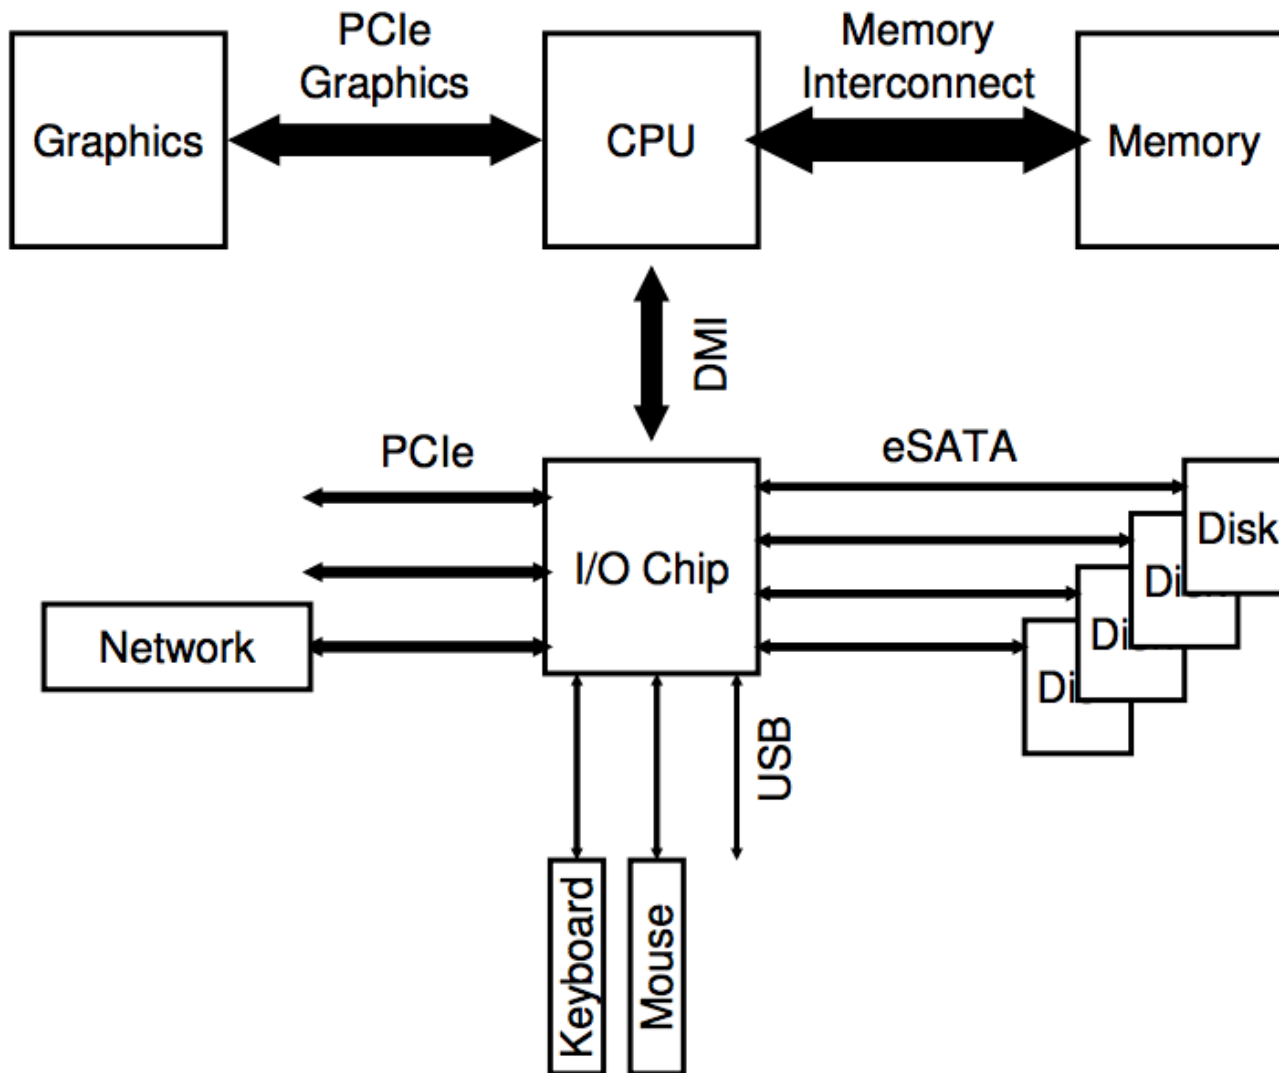 PCIe
Graphics
Memory
Interconnect
Graphics
CPU
Memory
DMI
PCIe
eSATA
Disk
I/O Chip
Network
USB
Keyboard
Mouse